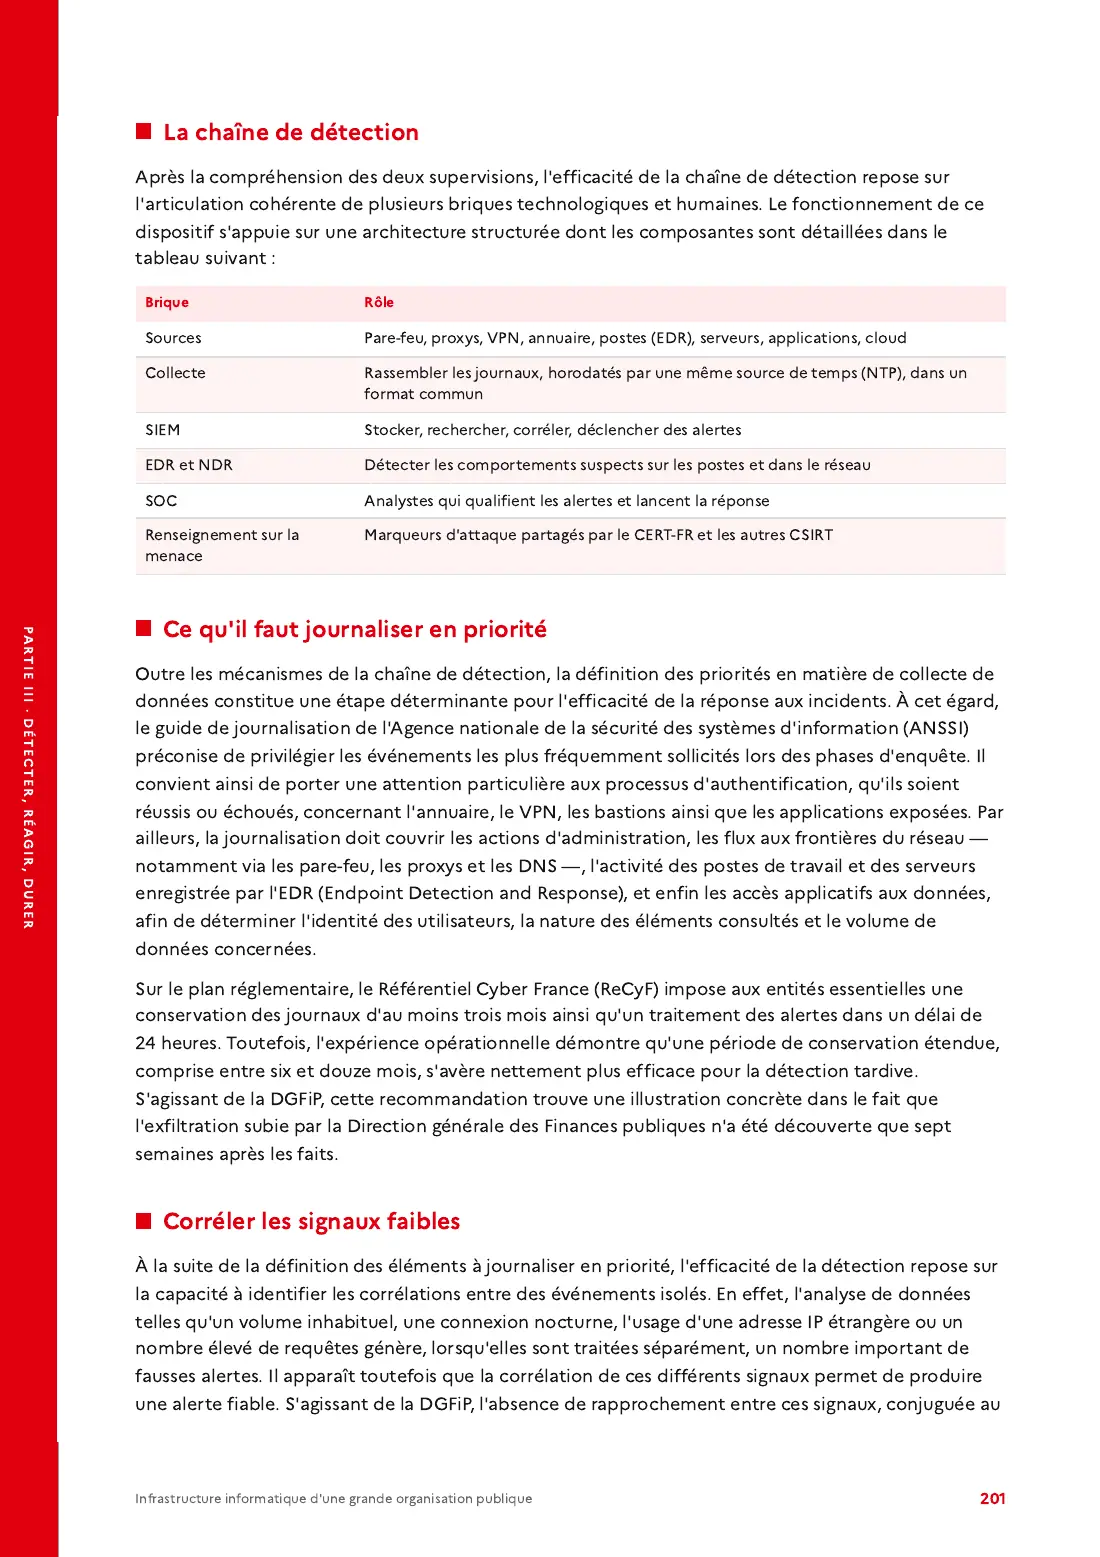 La chaîne de détection
Après la compréhension des deux supervisions, l'efficacité de la chaîne de détection repose sur
l'articulation cohérente de plusieurs briques technologiques et humaines. Le fonctionnement de ce
dispositif s'appuie sur une architecture structurée dont les composantes sont détaillées dans le
tableau suivant :
Brique Rôle
Sources Pare-feu, proxys, VPN, annuaire, postes (EDR), serveurs, applications, cloud
Collecte Rassembler les journaux, horodatés par une même source de temps (NTP), dans un
format commun
SIEM Stocker, rechercher, corréler, déclencher des alertes
EDR et NDR Détecter les comportements suspects sur les postes et dans le réseau
SOC Analystes qui qualifient les alertes et lancent la réponse
Renseignement sur la Marqueurs d'attaque partagés par le CERT-FR et les autres CSIRT
menace
Ce qu'il faut journaliser en priorité
Outre les mécanismes de la chaîne de détection, la définition des priorités en matière de collecte de
données constitue une étape déterminante pour l'efficacité de la réponse aux incidents. À cet égard,
le guide de journalisation de l'Agence nationale de la sécurité des systèmes d'information (ANSSI)
préconise de privilégier les événements les plus fréquemment sollicités lors des phases d'enquête. Il
convient ainsi de porter une attention particulière aux processus d'authentification, qu'ils soient
réussis ou échoués, concernant l'annuaire, le VPN, les bastions ainsi que les applications exposées. Par
ailleurs, la journalisation doit couvrir les actions d'administration, les flux aux frontières du réseau —
notamment via les pare-feu, les proxys et les DNS —, l'activité des postes de travail et des serveurs
enregistrée par l'EDR (Endpoint Detection and Response), et enfin les accès applicatifs aux données,
afin de déterminer l'identité des utilisateurs, la nature des éléments consultés et le volume de
données concernées.
Sur le plan réglementaire, le Référentiel Cyber France (ReCyF) impose aux entités essentielles une
conservation des journaux d'au moins trois mois ainsi qu'un traitement des alertes dans un délai de
24 heures. Toutefois, l'expérience opérationnelle démontre qu'une période de conservation étendue,
comprise entre six et douze mois, s'avère nettement plus efficace pour la détection tardive.
S'agissant de la DGFiP, cette recommandation trouve une illustration concrète dans le fait que
l'exfiltration subie par la Direction générale des Finances publiques n'a été découverte que sept
semaines après les faits.
Corréler les signaux faibles
À la suite de la définition des éléments à journaliser en priorité, l'efficacité de la détection repose sur
la capacité à identifier les corrélations entre des événements isolés. En effet, l'analyse de données
telles qu'un volume inhabituel, une connexion nocturne, l'usage d'une adresse IP étrangère ou un
nombre élevé de requêtes génère, lorsqu'elles sont traitées séparément, un nombre important de
fausses alertes. Il apparaît toutefois que la corrélation de ces différents signaux permet de produire
une alerte fiable. S'agissant de la DGFiP, l'absence de rapprochement entre ces signaux, conjuguée au
Infrastructure informatique d'une grande organisation publique 201
PARTIE III · DÉTECTER, RÉAGIR, DURER